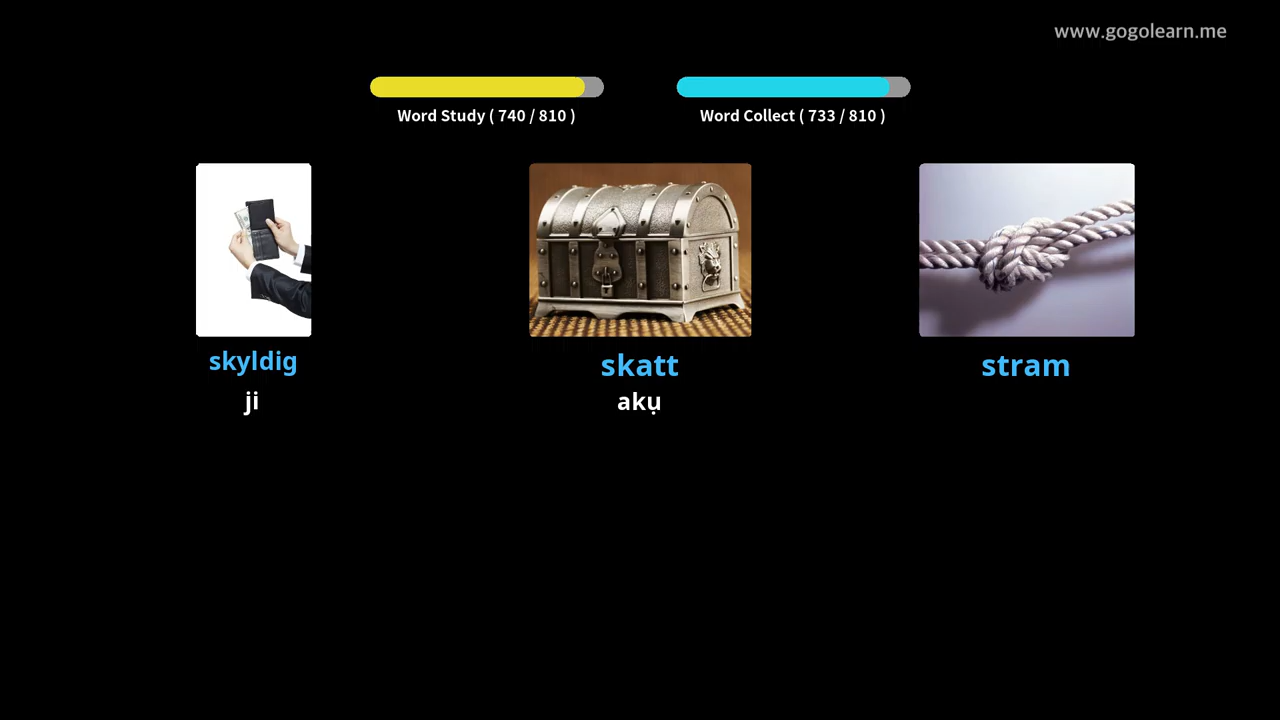 www.gogolearn.me
Word Study ( 740 / 810 )
Word Collect ( 733 / 810 )
skyldig
skatt
stram
ji
akụ